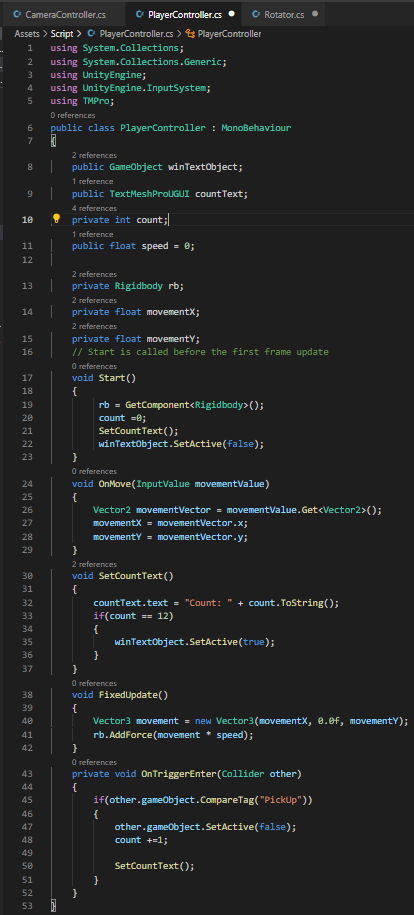 CameraController.cs PlayerController.cs Rotator.cs
Assets > Script > PlayerController.cs > PlayerController
1 using System.Collections;
2 using System.Collections.Generic;
3 using UnityEngine;
4 using UnityEngine.InputSystem;
5 using TMPro;
0 references
6 public class PlayerController : MonoBehaviour
7 {
2 references
8 public GameObject winTextObject;
1 reference
9 public TextMeshProUGUI countText;
4 references
10 private int count;
1 reference
11 public float speed = 0;
12
2 references
13 private Rigidbody rb;
2 references
14 private float movementX;
2 references
15 private float movementY;
16 // Start is called before the first frame update
0 references
17 void Start()
18 {
19 rb = GetComponent<Rigidbody>();
20 count =0;
21 SetCountText();
22 winTextObject.SetActive(false);
23 }
0 references
24 void OnMove(InputValue movementValue)
25 {
26 Vector2 movementVector = movementValue.Get<Vector2>();
27 movementX = movementVector.x;
28 movementY = movementVector.y;
29 }
2 references
30 void SetCountText()
31 {
32 countText.text = "Count: " + count.ToString();
33 if(count == 12)
34 {
35 winTextObject.SetActive(true);
36 }
37 }
0 references
38 void FixedUpdate()
39 {
40 Vector3 movement = new Vector3(movementX, 0.0f, movementY);
41 rb.AddForce(movement * speed);
42 }
0 references
43 private void OnTriggerEnter(Collider other)
44 {
45 if(other.gameObject.CompareTag("PickUp"))
46 {
47 other.gameObject.SetActive(false);
48 count +=1;
49
50 SetCountText();
51 }
52 }
53 }